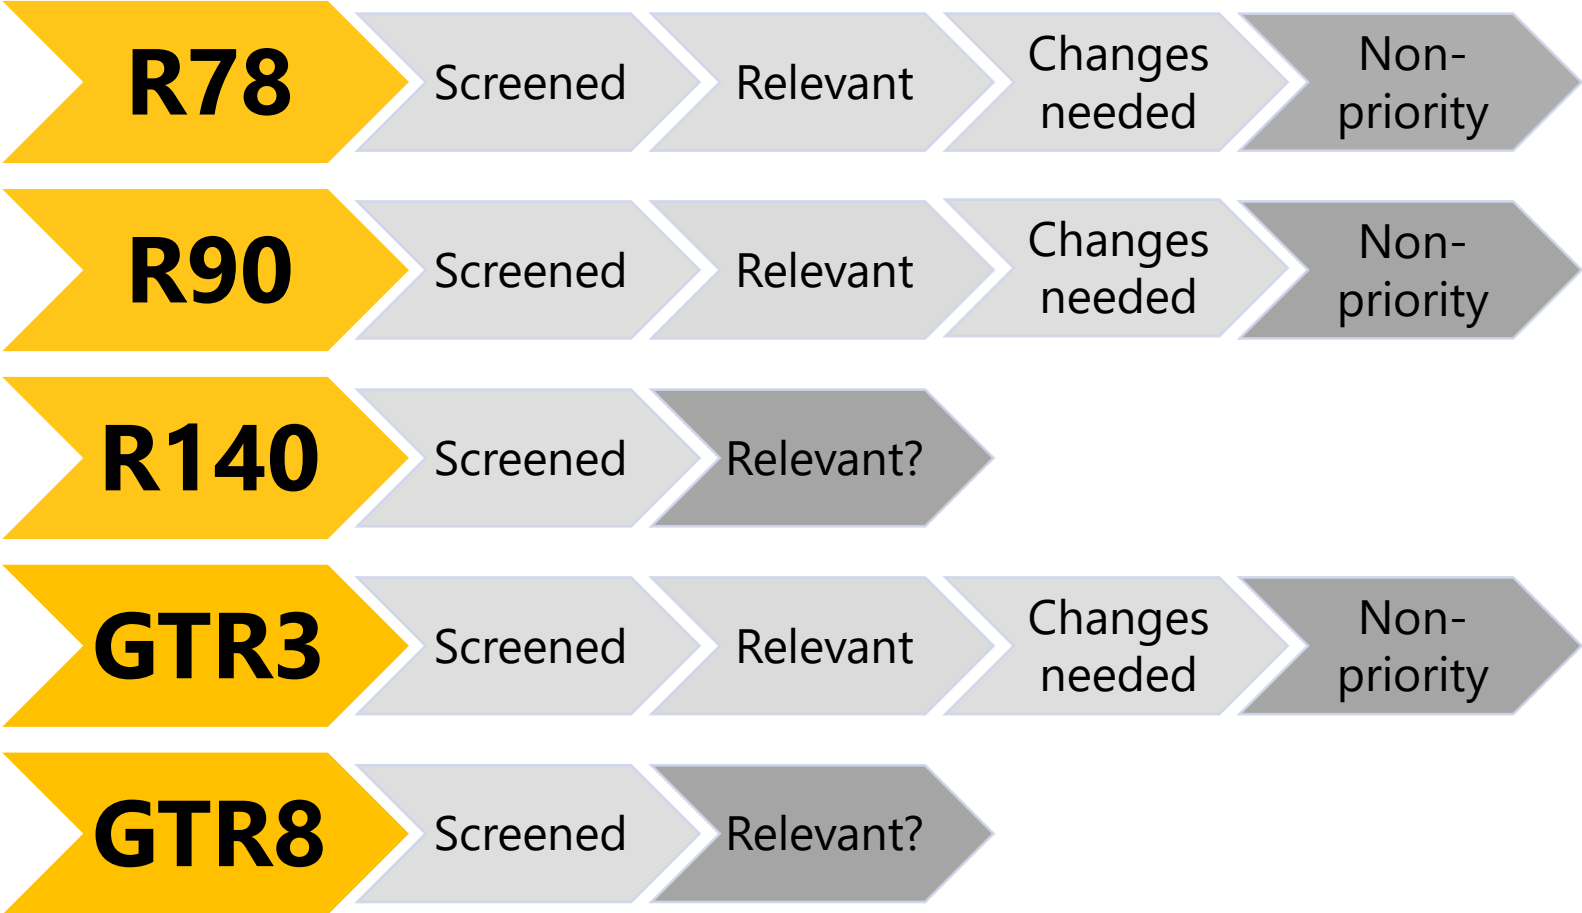 R78
Screened
Relevant
Changes
needed
Non-
priority
R90
Screened
Relevant
Changes
needed
Non-
priority
R140
Screened
Relevant?
GTR3
Screened
Relevant
Changes
needed
Non-
priority
GTR8
Screened
Relevant?